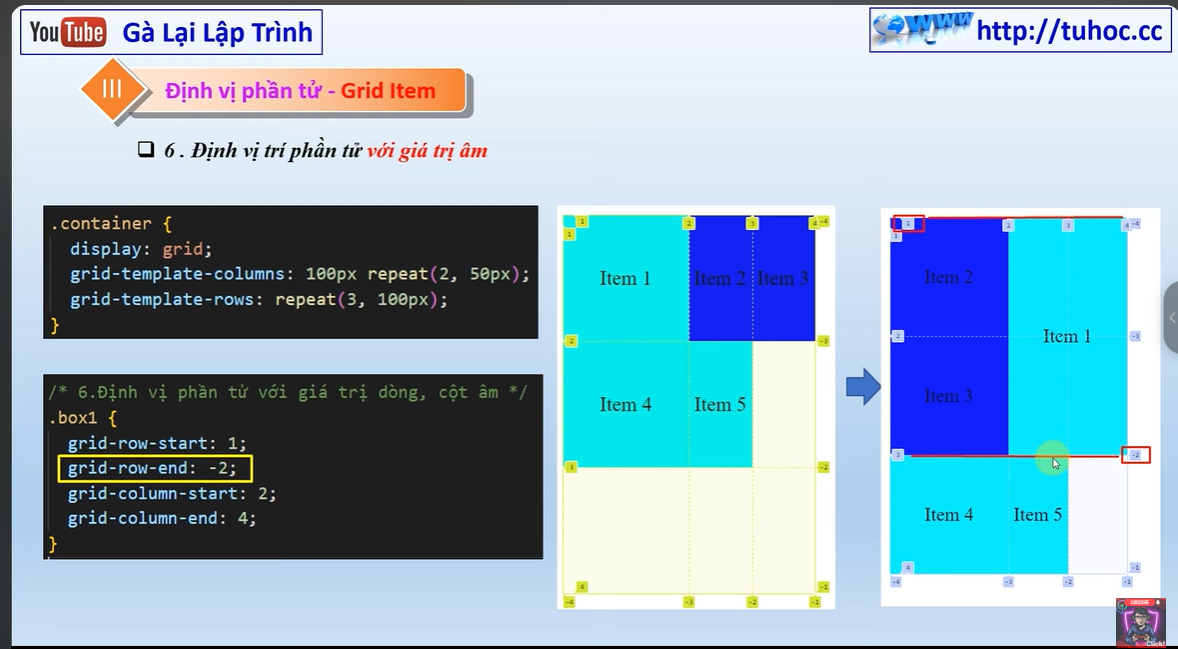 YouTube Gà Lại Lập Trình
WWW http://tuhoc.cc
III Định vị phần tử - Grid Item
6 . Định vị trí phần tử với giá trị âm
.container {
display: grid;
grid-template-columns: 100px repeat(2, 50px);
grid-template-rows: repeat(3, 100px);
}
/* 6.Định vị phần tử với giá trị dòng, cột âm */
.box1 {
grid-row-start: 1;
grid-row-end: -2;
grid-column-start: 2;
grid-column-end: 4;
}
1 2 3 4 -4
1
Item 1 Item 2 Item 3
2 -3
Item 4 Item 5
3 -2
4 -1
-4 -3 -2 -1
1 2 3 4 -4
1
Item 2
2 Item 1 -3
Item 3
3 -2
Item 4 Item 5
4 -1
-4 -3 -2 -1
SUBSCRIBE
Click!